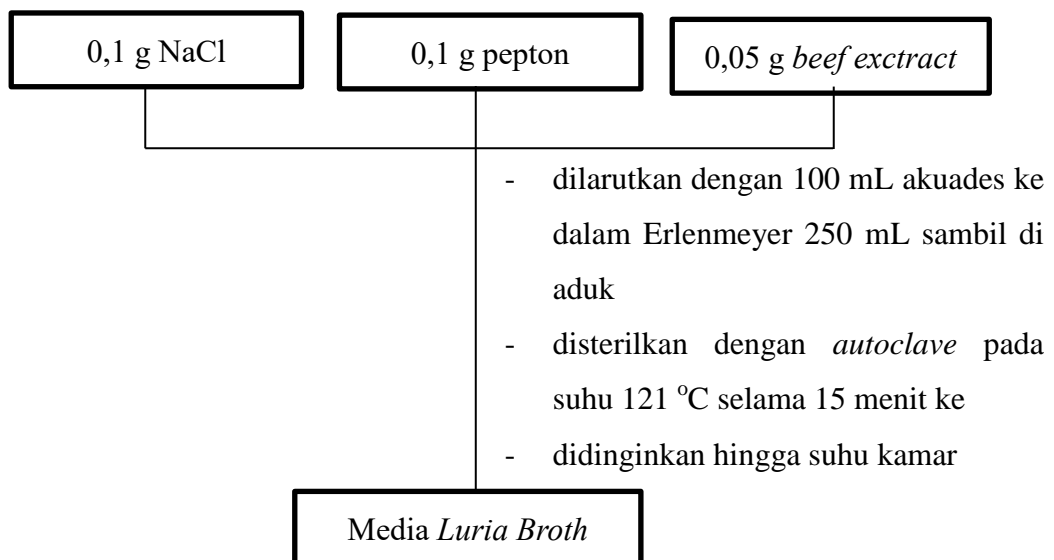 0,1 g NaCl
0,1 g pepton
0,05 g beef exctract
- dilarutkan dengan 100 mL akuades ke
dalam Erlenmeyer 250 mL sambil di
aduk
- disterilkan dengan autoclave pada
suhu 121 °C selama 15 menit ke
- didinginkan hingga suhu kamar
Media Luria Broth